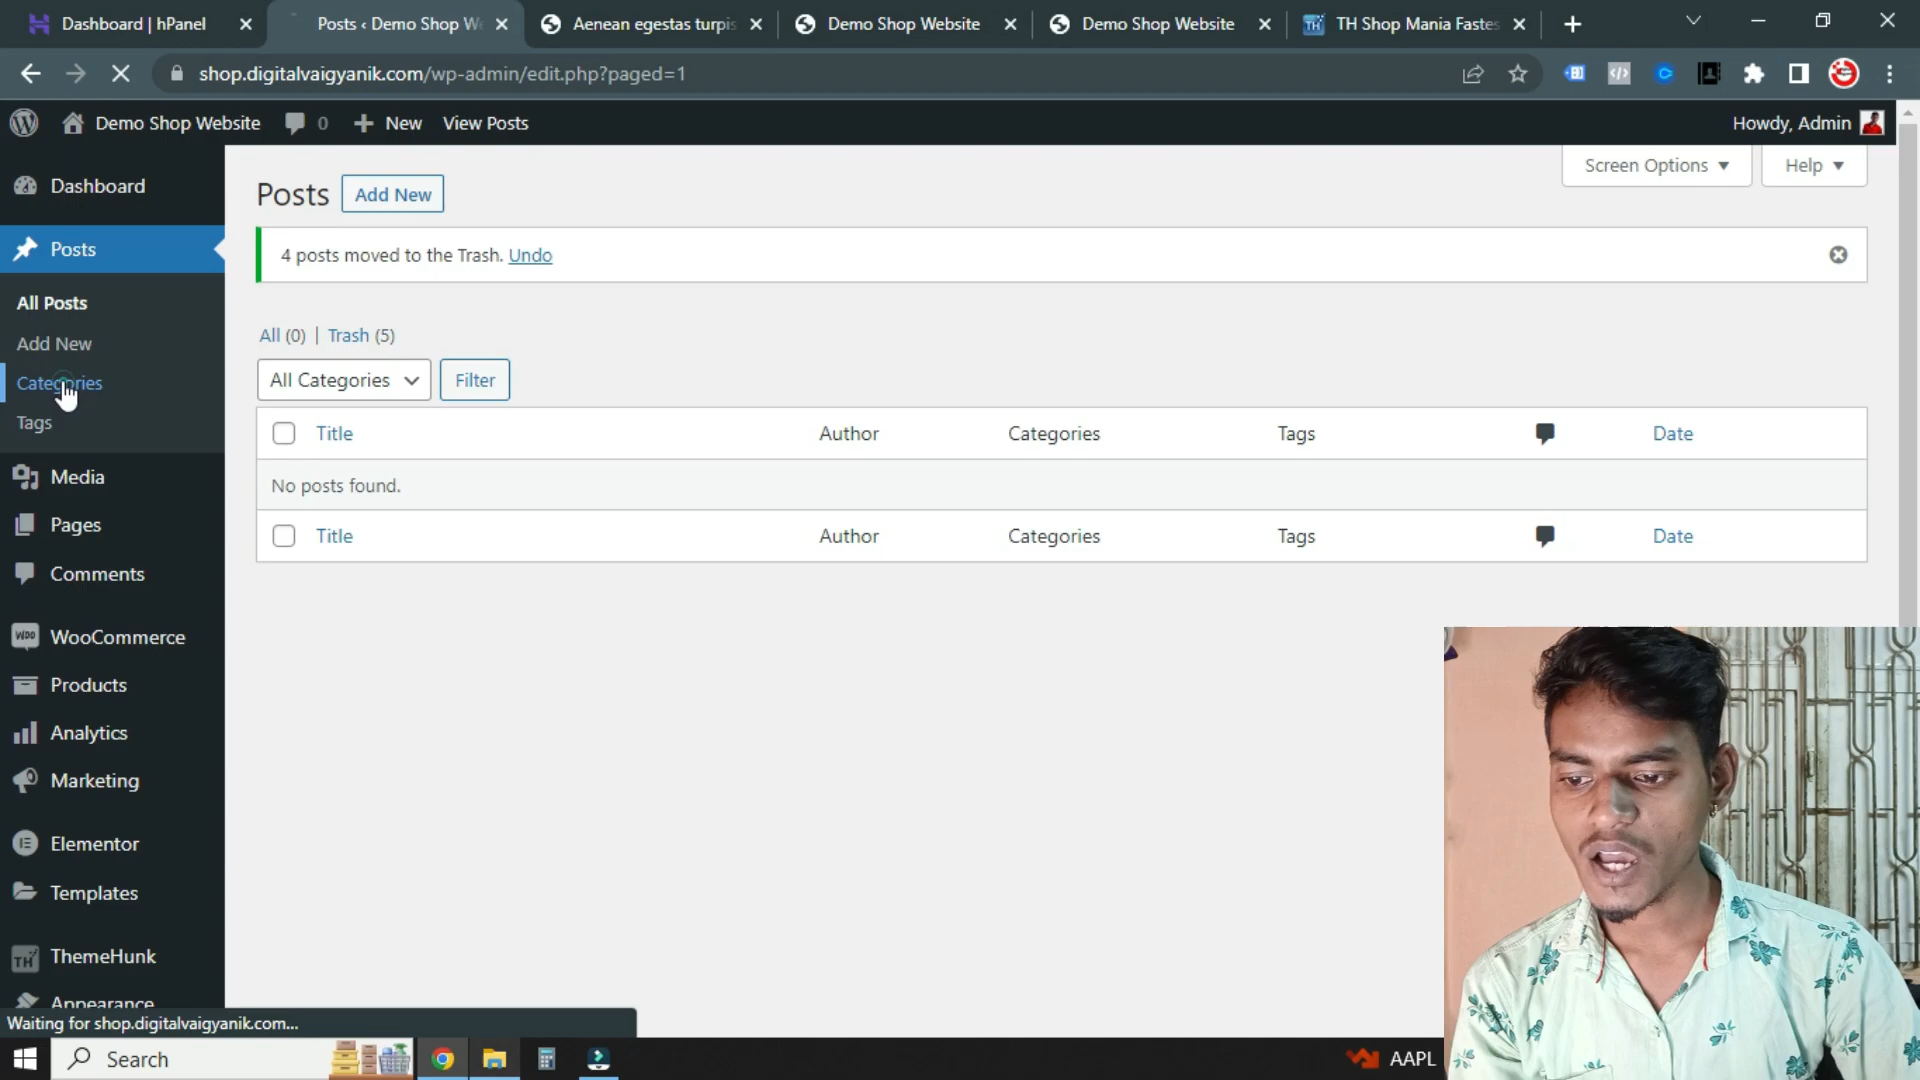 Dashboard | hPanel
Posts ‹ Demo Shop W
Aenean egestas turpis
Demo Shop Website
Demo Shop Website
TH Shop Mania Fastes
shop.digitalvaigyanik.com/wp-admin/edit.php?paged=1
Demo Shop Website
0
New
View Posts
Howdy, Admin
Dashboard
Posts
All Posts
Add New
Categories
Tags
Media
Pages
Comments
WooCommerce
Products
Analytics
Marketing
Elementor
Templates
ThemeHunk
Appearance
Screen Options
Help
Posts
Add New
4 posts moved to the Trash. Undo
All (0) | Trash (5)
All Categories
Filter
Title Author Categories Tags Date
No posts found.
Title Author Categories Tags Date
Waiting for shop.digitalvaigyanik.com...
Search
AAPL